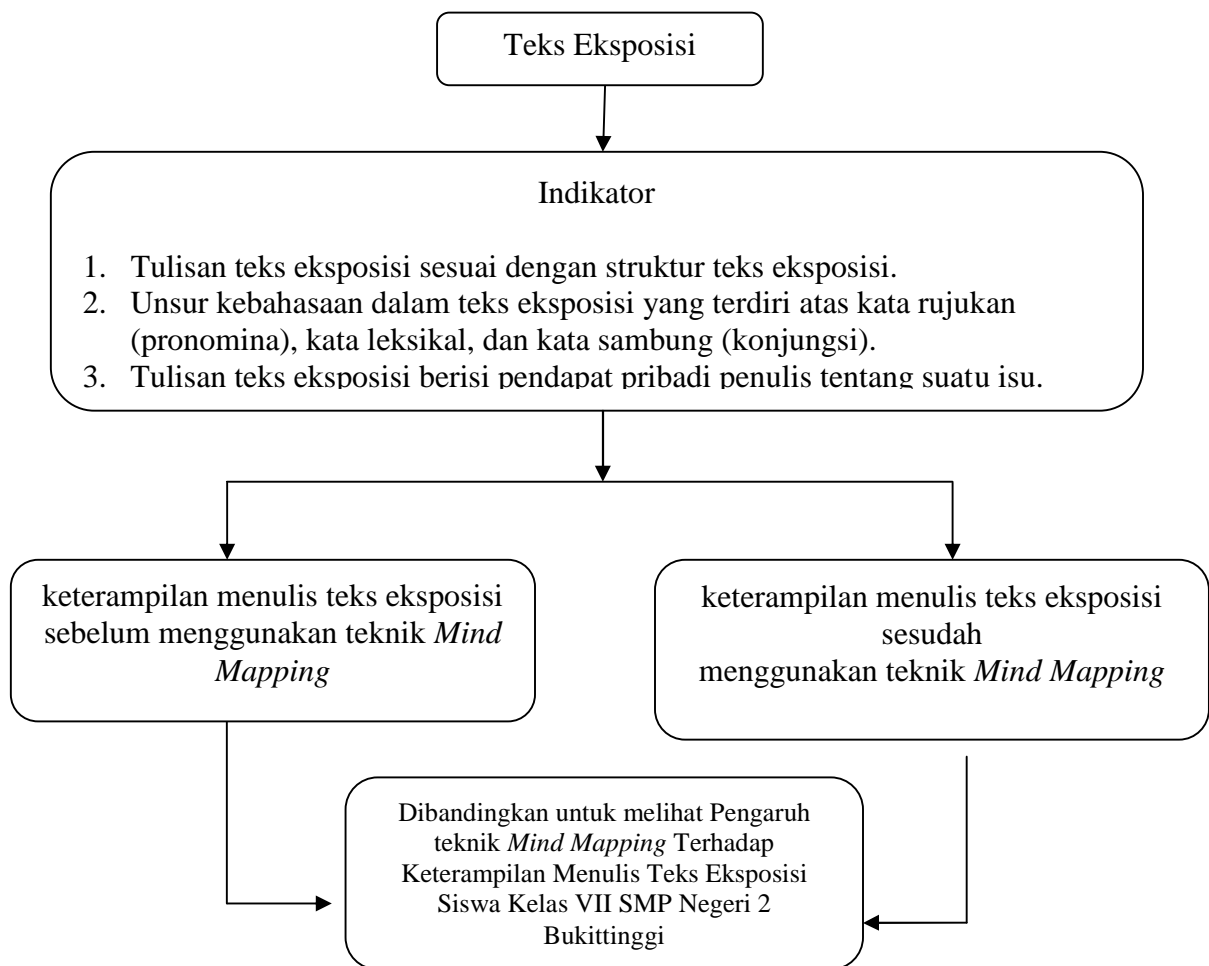 Teks Eksposisi
Indikator
1. Tulisan teks eksposisi sesuai dengan struktur teks eksposisi.
2. Unsur kebahasaan dalam teks eksposisi yang terdiri atas kata rujukan
(pronomina), kata leksikal, dan kata sambung (konjungsi).
3. Tulisan teks eksposisi berisi pendapat pribadi penulis tentang suatu isu.
keterampilan menulis teks eksposisi
sebelum menggunakan teknik Mind
Mapping
keterampilan menulis teks eksposisi
sesudah
menggunakan teknik Mind Mapping
Dibandingkan untuk melihat Pengaruh
teknik Mind Mapping Terhadap
Keterampilan Menulis Teks Eksposisi
Siswa Kelas VII SMP Negeri 2
Bukittinggi